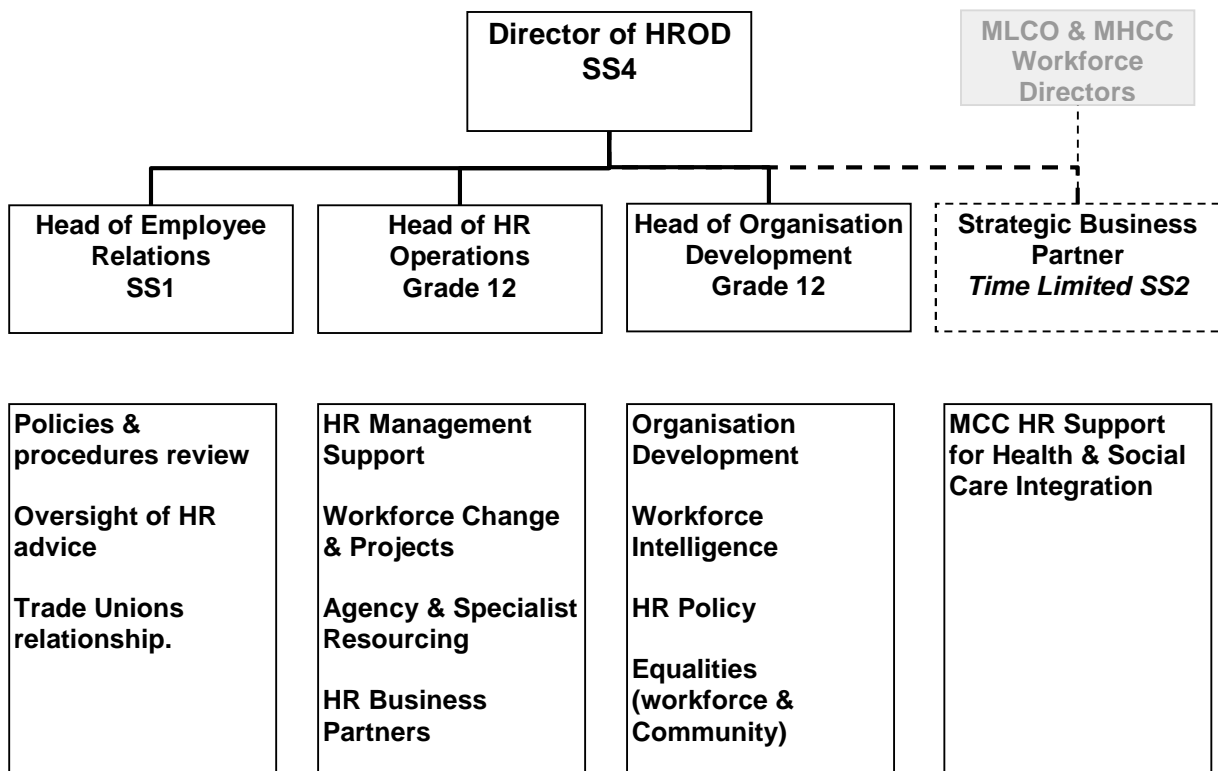 Director of HROD
SS4
MLCO & MHCC
Workforce
Directors
Head of Employee
Relations
SS1
Head of HR
Operations
Grade 12
Head of Organisation
Development
Grade 12
Strategic Business
Partner
Time Limited SS2
Policies &
procedures review
Oversight of HR
advice
Trade Unions
relationship.
HR Management
Support
Workforce Change
& Projects
Agency & Specialist
Resourcing
HR Business
Partners
Organisation
Development
Workforce
Intelligence
HR Policy
Equalities
(workforce &
Community)
MCC HR Support
for Health & Social
Care Integration